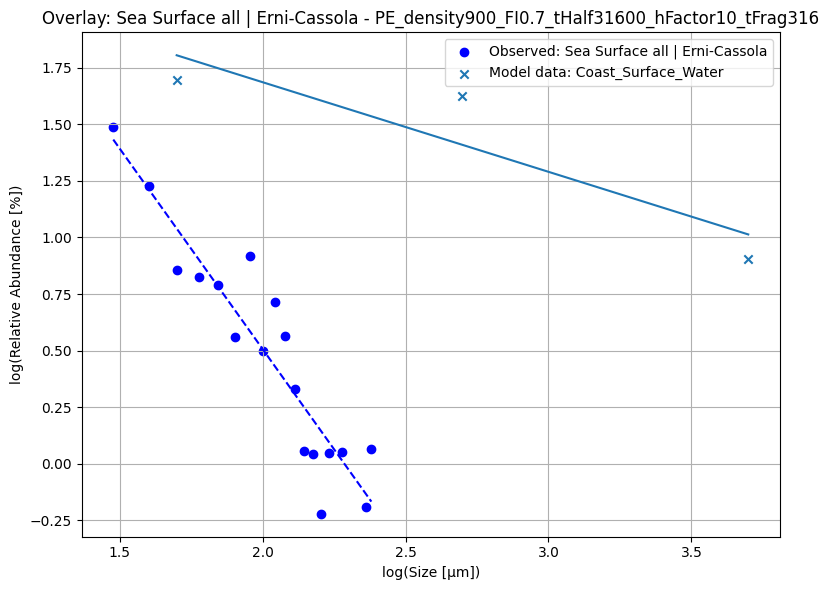 Overlay: Sea Surface all | Erni-Cassola - PE_density900_FI0.7_tHalf31600_hFactor10_tFrag316
Observed: Sea Surface all | Erni-Cassola
Model data: Coast_Surface_Water
log(Relative Abundance [%])
1.75
1.50
1.25
1.00
0.75
0.50
0.25
0.00
−0.25
1.5
2.0
2.5
3.0
3.5
log(Size [µm])